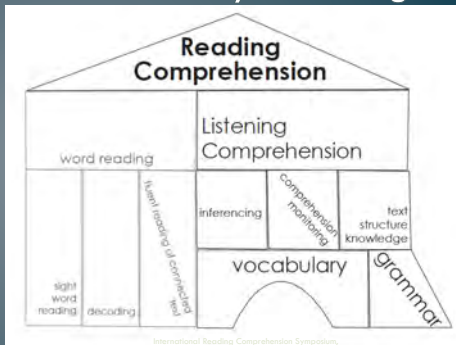 Reading
Comprehension
word reading
Listening
Comprehension
sight
word
reading
decoding
fluent reading of connected
text
inferencing
comprehension
monitoring
text
structure
knowledge
vocabulary
grammar
International Reading Comprehension Symposium,